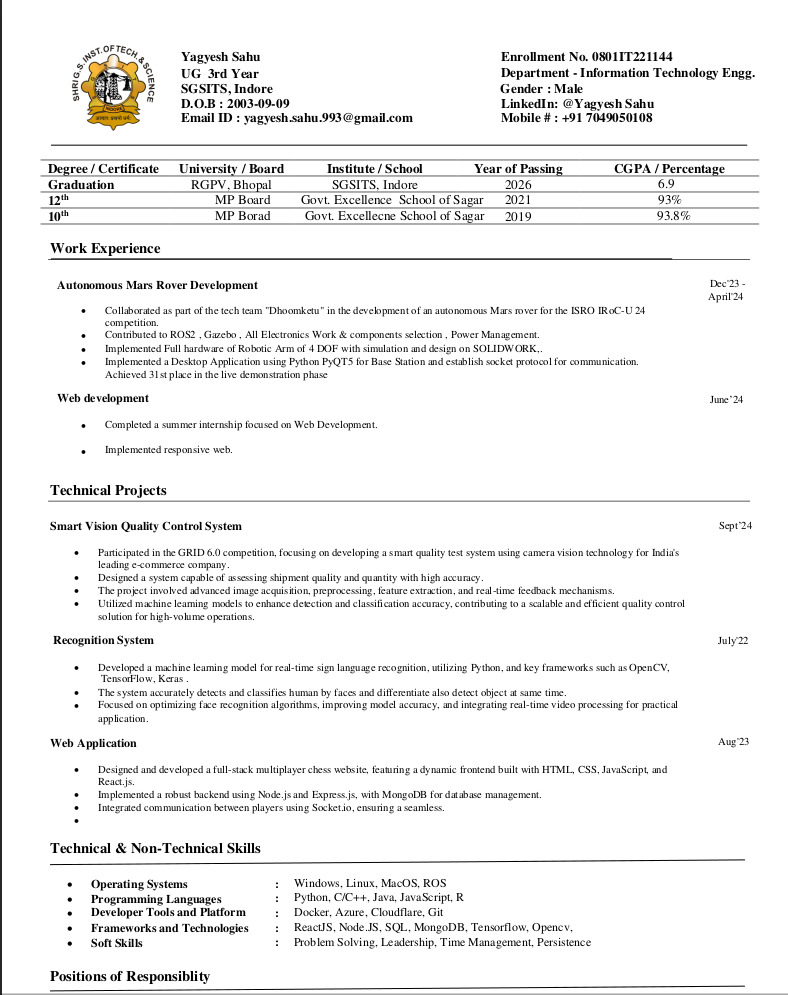 SHRI G. S. INST. OF TECH. & SCIENCE
INDORE
Yagyesh Sahu
UG 3rd Year
SGSITS, Indore
D.O.B : 2003-09-09
Email ID : yagyesh.sahu.993@gmail.com
Enrollment No. 0801IT221144
Department - Information Technology Engg.
Gender : Male
LinkedIn: @Yagyesh Sahu
Mobile # : +91 7049050108
Degree / Certificate University / Board Institute / School Year of Passing CGPA / Percentage
Graduation RGPV, Bhopal SGSITS, Indore 2026 6.9
12th MP Board Govt. Excellence School of Sagar 2021 93%
10th MP Borad Govt. Excellecne School of Sagar 2019 93.8%
Work Experience
Autonomous Mars Rover Development Dec'23 -
April'24
• Collaborated as part of the tech team "Dhoomketu" in the development of an autonomous Mars rover for the ISRO IRoC-U 24
competition.
• Contributed to ROS2 , Gazebo , All Electronics Work & components selection , Power Management.
• Implemented Full hardware of Robotic Arm of 4 DOF with simulation and design on SOLIDWORK,.
• Implemented a Desktop Application using Python PyQT5 for Base Station and establish socket protocol for communication.
Achieved 31st place in the live demonstration phase
Web development June’24
• Completed a summer internship focused on Web Development.
• Implemented responsive web.
Technical Projects
Smart Vision Quality Control System Sept’24
• Participated in the GRID 6.0 competition, focusing on developing a smart quality test system using camera vision technology for India's
leading e-commerce company.
• Designed a system capable of assessing shipment quality and quantity with high accuracy.
• The project involved advanced image acquisition, preprocessing, feature extraction, and real-time feedback mechanisms.
• Utilized machine learning models to enhance detection and classification accuracy, contributing to a scalable and efficient quality control
solution for high-volume operations.
Recognition System July'22
• Developed a machine learning model for real-time sign language recognition, utilizing Python, and key frameworks such as OpenCV,
TensorFlow, Keras .
• The system accurately detects and classifies human by faces and differentiate also detect object at same time.
• Focused on optimizing face recognition algorithms, improving model accuracy, and integrating real-time video processing for practical
application.
Web Application Aug'23
• Designed and developed a full-stack multiplayer chess website, featuring a dynamic frontend built with HTML, CSS, JavaScript, and
React.js.
• Implemented a robust backend using Node.js and Express.js, with MongoDB for database management.
• Integrated communication between players using Socket.io, ensuring a seamless.
•
Technical & Non-Technical Skills
• Operating Systems : Windows, Linux, MacOS, ROS
• Programming Languages : Python, C/C++, Java, JavaScript, R
• Developer Tools and Platform : Docker, Azure, Cloudflare, Git
• Frameworks and Technologies : ReactJS, Node.JS, SQL, MongoDB, Tensorflow, Opencv,
• Soft Skills : Problem Solving, Leadership, Time Management, Persistence
Positions of Responsiblity